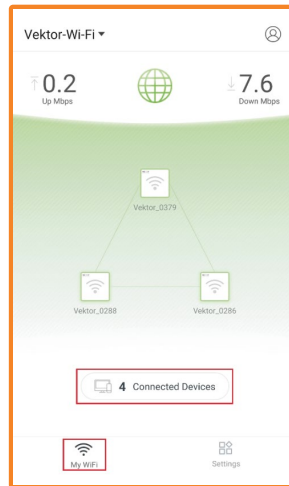 Vektor-Wi-Fi
0.2
Up Mbps
7.6
Down Mbps
Vektor_0379
Vektor_0288
Vektor_0286
4 Connected Devices
My WiFi
Settings